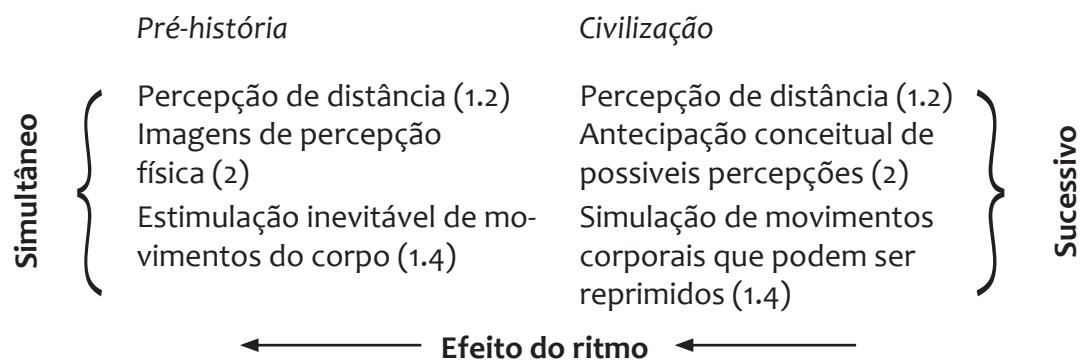 Pré-história
Civilização
Simultâneo
Percepção de distância (1.2)
Imagens de percepção
física (2)
Estimulação inevitável de mo-
vimentos do corpo (1.4)
Percepção de distância (1.2)
Antecipação conceitual de
possiveis percepções (2)
Simulação de movimentos
corporais que podem ser
reprimidos (1.4)
Sucessivo
Efeito do ritmo